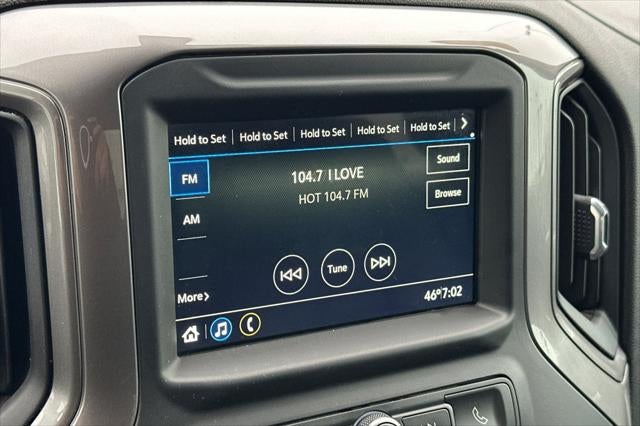 Hold to Set Hold to Set Hold to Set Hold to Set Hold to Set
FM
104.7 I LOVE
Sound
HOT 104.7 FM
Browse
AM
Tune
More
46° 7:02